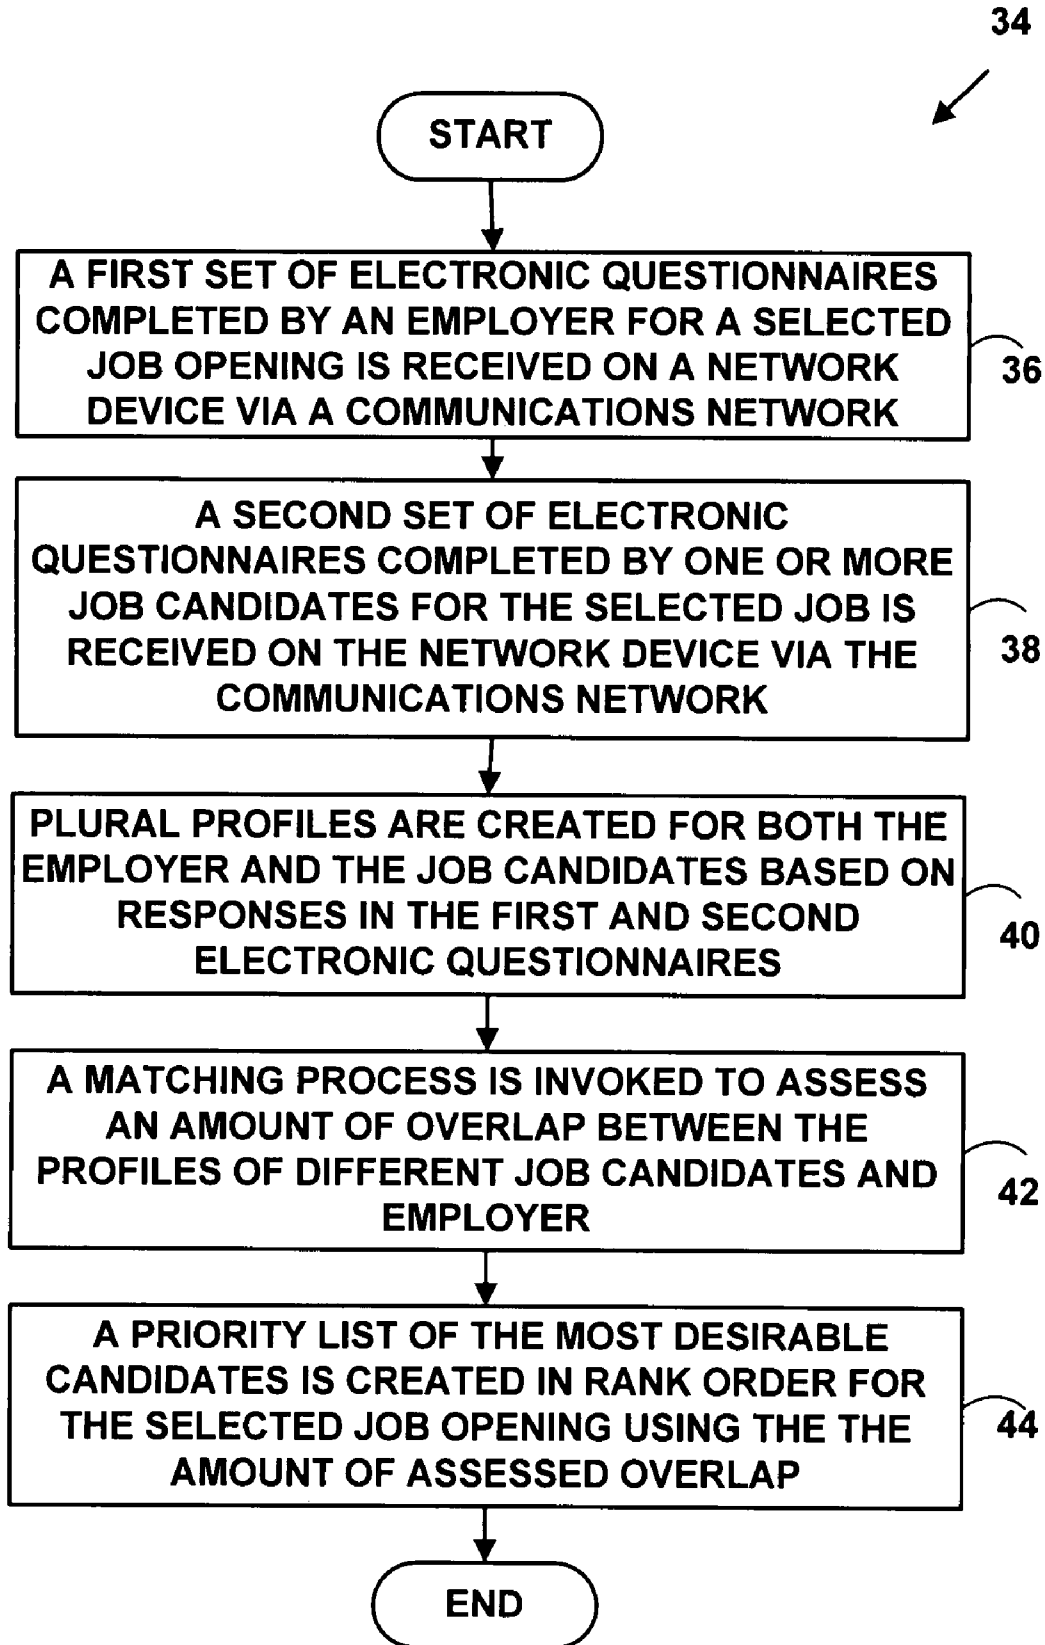 34
START
A FIRST SET OF ELECTRONIC QUESTIONNAIRES
COMPLETED BY AN EMPLOYER FOR A SELECTED
JOB OPENING IS RECEIVED ON A NETWORK
DEVICE VIA A COMMUNICATIONS NETWORK
36
A SECOND SET OF ELECTRONIC
QUESTIONNAIRES COMPLETED BY ONE OR MORE
JOB CANDIDATES FOR THE SELECTED JOB IS
RECEIVED ON THE NETWORK DEVICE VIA THE
COMMUNICATIONS NETWORK
38
PLURAL PROFILES ARE CREATED FOR BOTH THE
EMPLOYER AND THE JOB CANDIDATES BASED ON
RESPONSES IN THE FIRST AND SECOND
ELECTRONIC QUESTIONNAIRES
40
A MATCHING PROCESS IS INVOKED TO ASSESS
AN AMOUNT OF OVERLAP BETWEEN THE
PROFILES OF DIFFERENT JOB CANDIDATES AND
EMPLOYER
42
A PRIORITY LIST OF THE MOST DESIRABLE
CANDIDATES IS CREATED IN RANK ORDER FOR
THE SELECTED JOB OPENING USING THE THE
AMOUNT OF ASSESSED OVERLAP
44
END